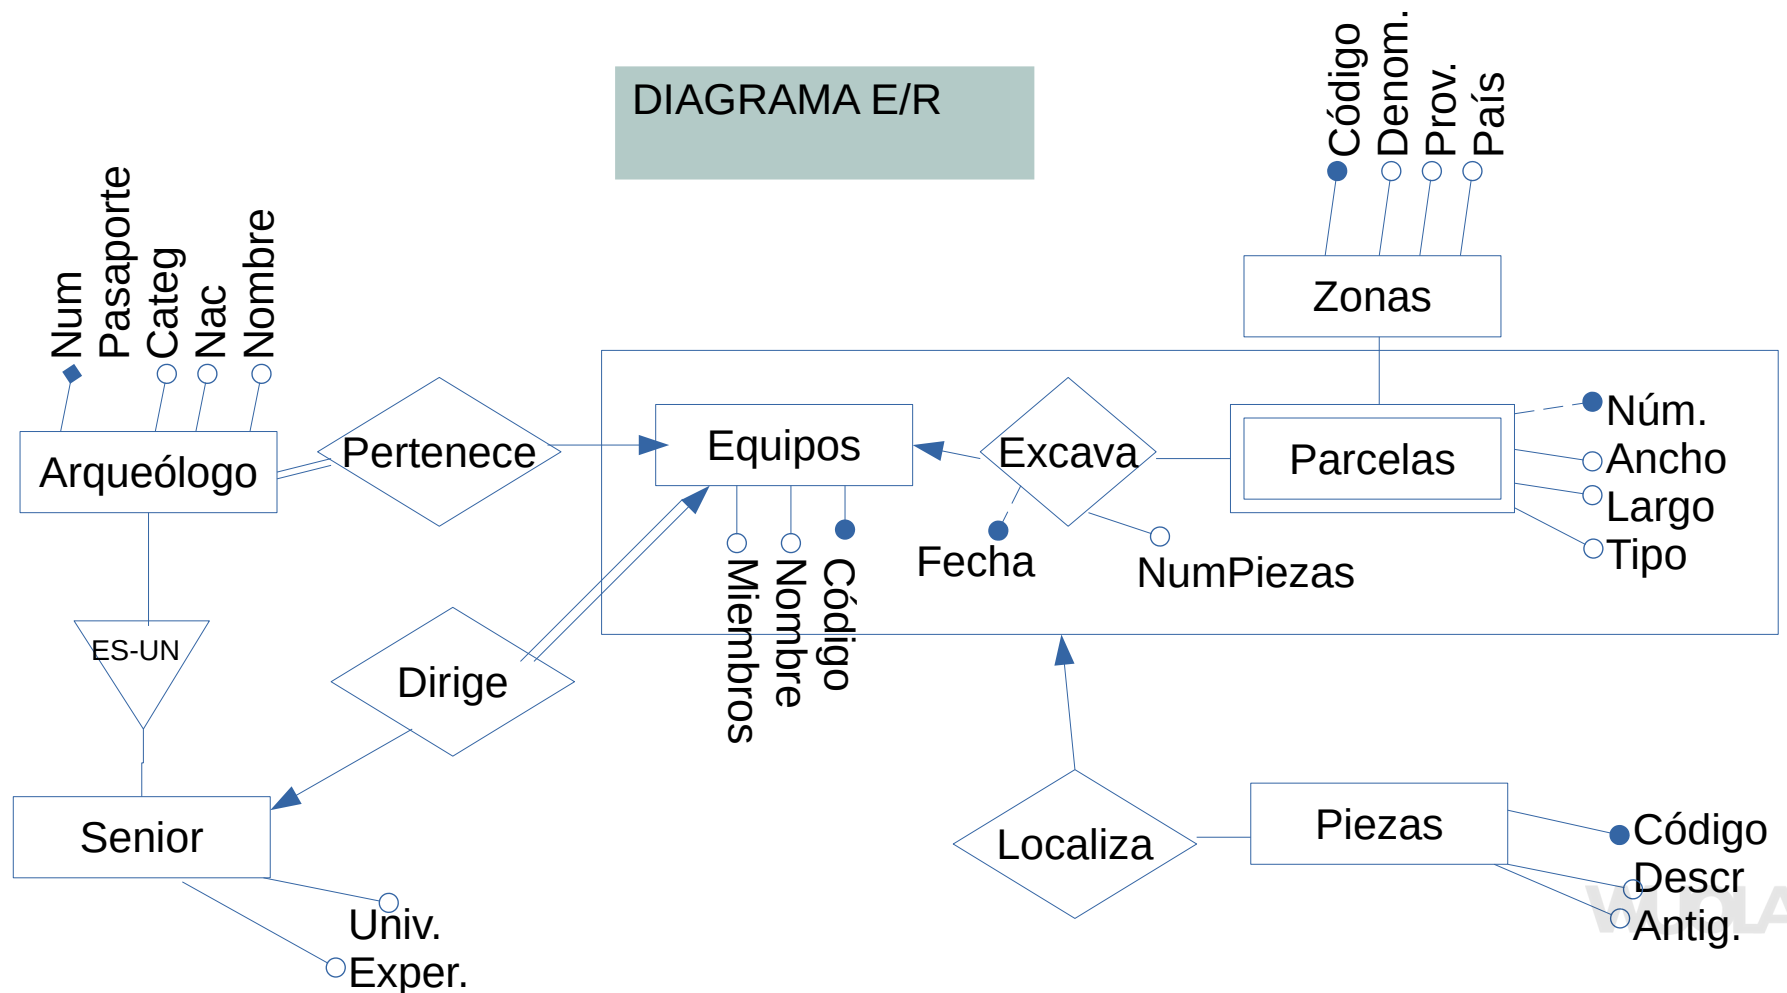 DIAGRAMA E/R
Código
Denom.
Prov.
País
Num
Pasaporte
Categ
Nac
Nombre
Zonas
Arqueólogo
Pertenece
Equipos
Excava
Parcelas
Núm.
Ancho
Largo
Tipo
Fecha
NumPiezas
Miembros
Nombre
Código
ES-UN
Dirige
Senior
Univ.
Exper.
Localiza
Piezas
Código
Descr
Antig.
WUOLA